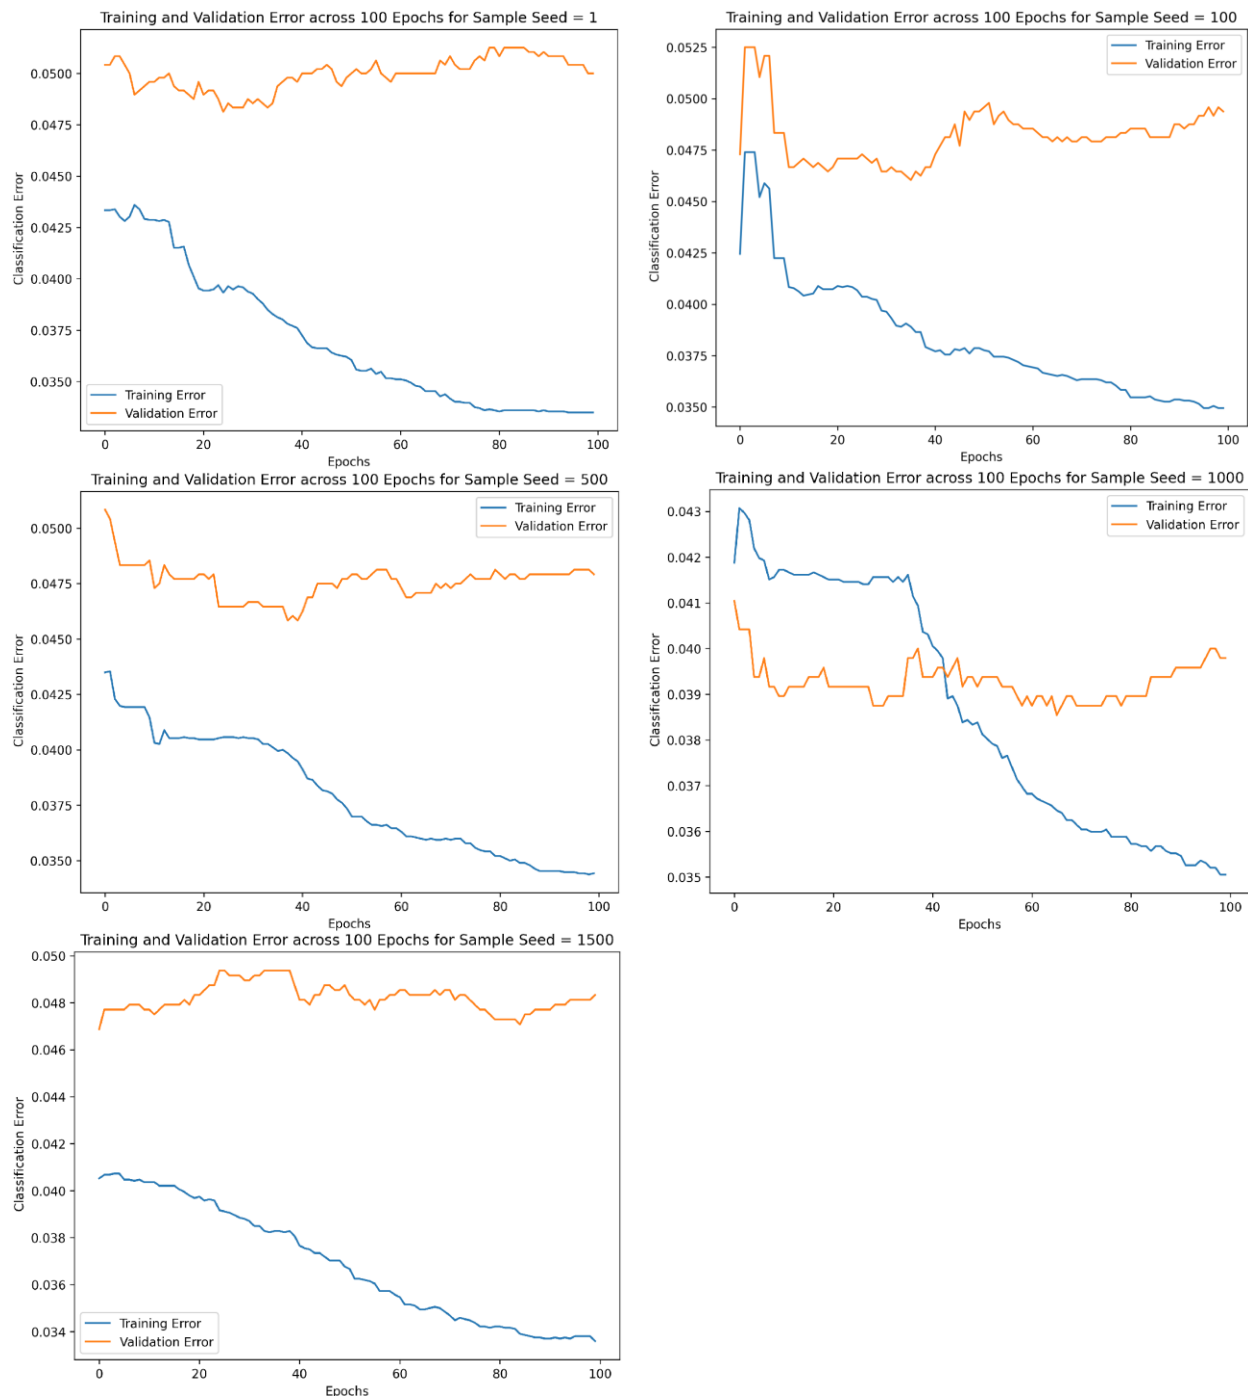 Training and Validation Error across 100 Epochs for Sample Seed = 1
0.0500
0.0475
0.0450
0.0425
0.0400
0.0375
0.0350
Classification Error
Training Error
Validation Error
0 20 40 60 80 100
Epochs
Training and Validation Error across 100 Epochs for Sample Seed = 100
0.0525
0.0500
0.0475
0.0450
0.0425
0.0400
0.0375
0.0350
Classification Error
Training Error
Validation Error
0 20 40 60 80 100
Epochs
Training and Validation Error across 100 Epochs for Sample Seed = 500
0.0500
0.0475
0.0450
0.0425
0.0400
0.0375
0.0350
Classification Error
Training Error
Validation Error
0 20 40 60 80 100
Epochs
Training and Validation Error across 100 Epochs for Sample Seed = 1000
0.043
0.042
0.041
0.040
0.039
0.038
0.037
0.036
0.035
Classification Error
Training Error
Validation Error
0 20 40 60 80 100
Epochs
Training and Validation Error across 100 Epochs for Sample Seed = 1500
0.050
0.048
0.046
0.044
0.042
0.040
0.038
0.036
0.034
Classification Error
Training Error
Validation Error
0 20 40 60 80 100
Epochs